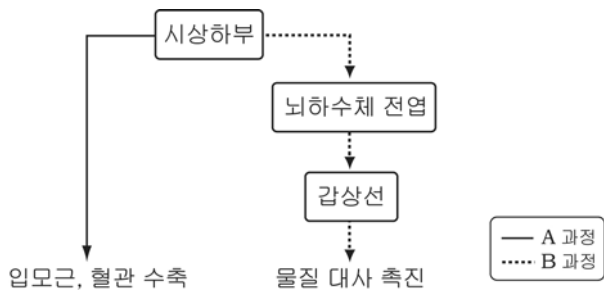 시상하부
뇌하수체 전엽
갑상선
A 과정
B 과정
입모근, 혈관 수축
물질 대사 촉진